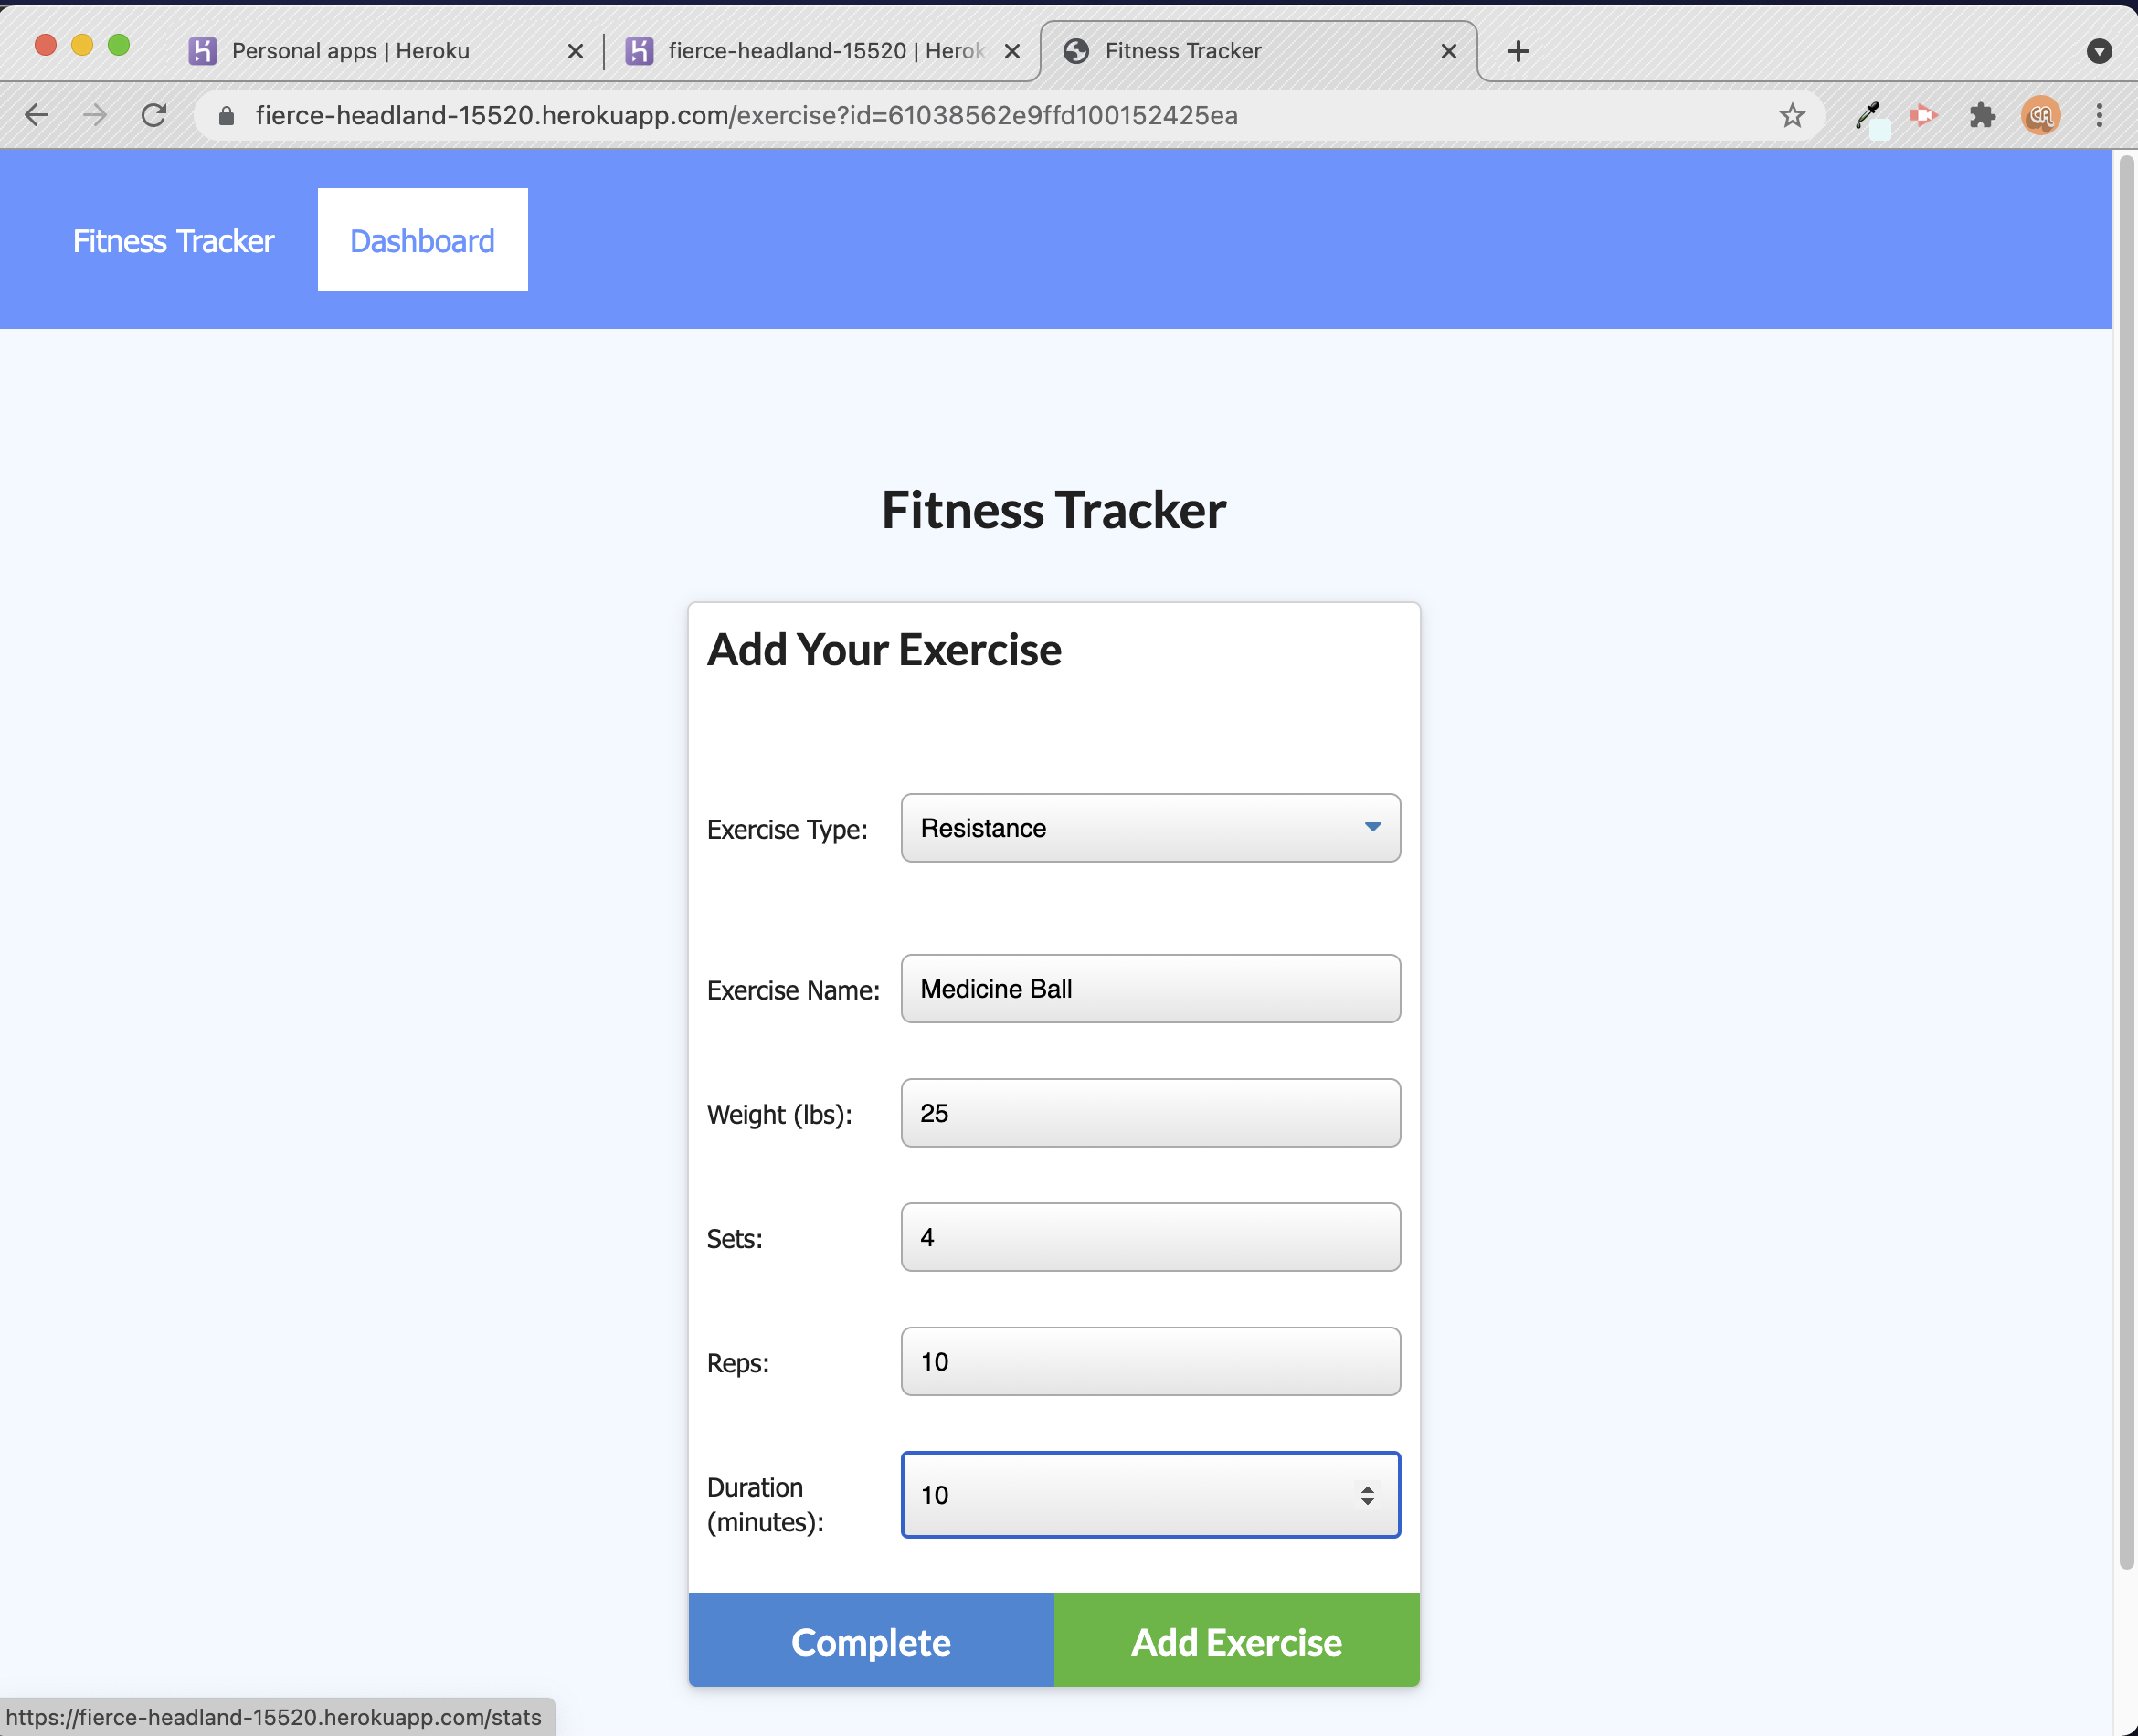 Personal apps | Heroku
fierce-headland-15520 | Herok
Fitness Tracker
fierce-headland-15520.herokuapp.com/exercise?id=61038562e9ffd100152425ea
Fitness Tracker
Dashboard
Fitness Tracker
Add Your Exercise
Exercise Type:
Resistance
Exercise Name:
Medicine Ball
Weight (lbs):
25
Sets:
4
Reps:
10
Duration
(minutes):
10
Complete
Add Exercise
https://fierce-headland-15520.herokuapp.com/stats